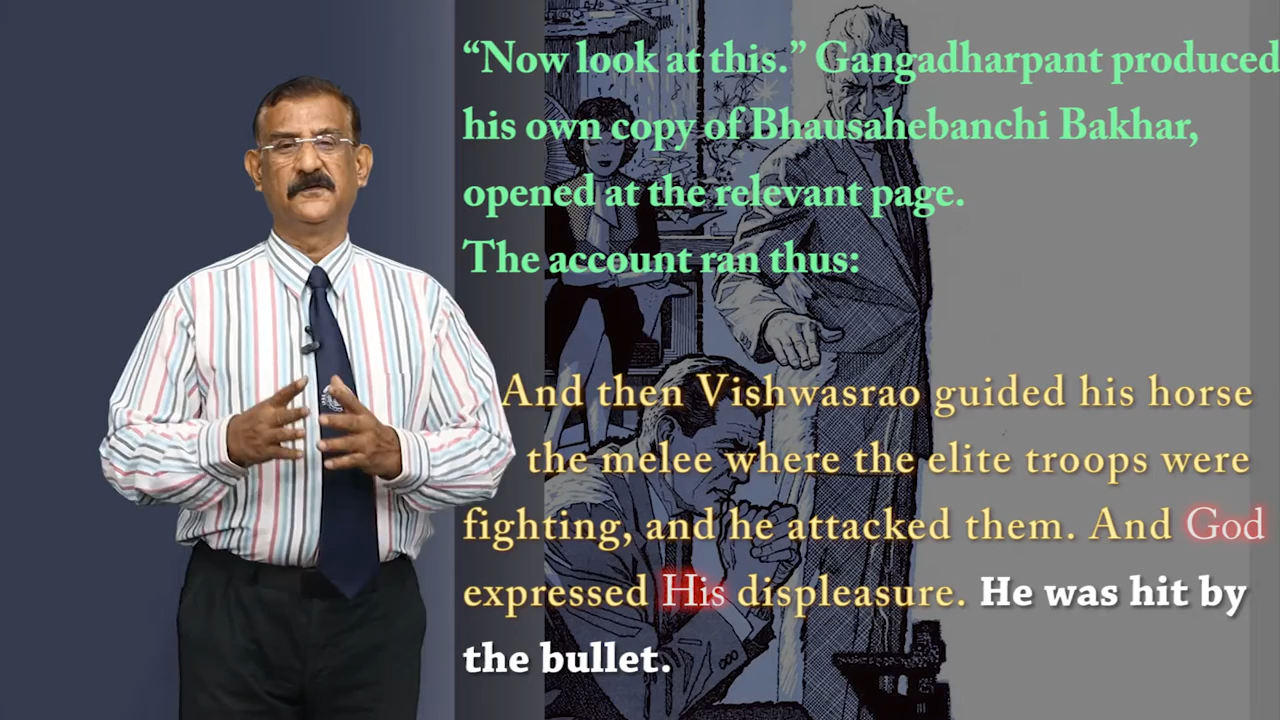 “Now look at this.” Gangadharpant produced
his own copy of Bhausahebanchi Bakhar,
opened at the relevant page.
The account ran thus:
And then Vishwasrao guided his horse
the melee where the elite troops were
fighting, and he attacked them. And God
expressed His displeasure. He was hit by
the bullet.